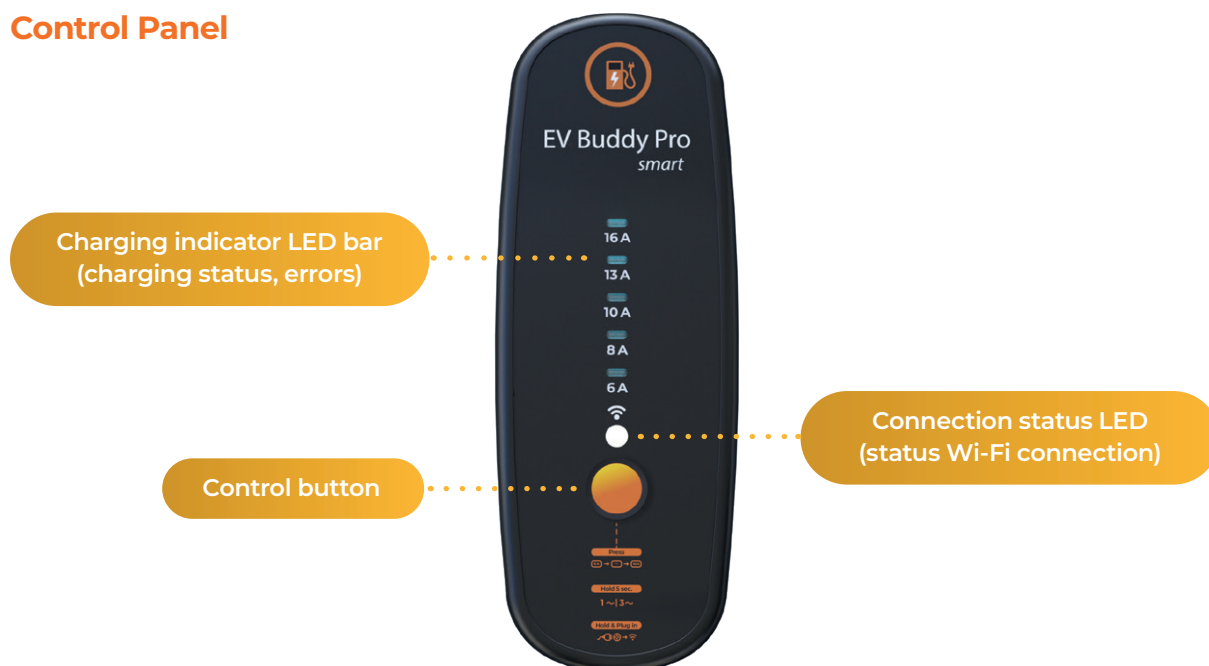 Control Panel
EV Buddy Pro
smart
Charging indicator LED bar
(charging status, errors)
16 A
13 A
10 A
8 A
6 A
Connection status LED
(status Wi-Fi connection)
Control button
Press
Hold 5 sec.
1 ~ | 3 ~
Hold & Plug in